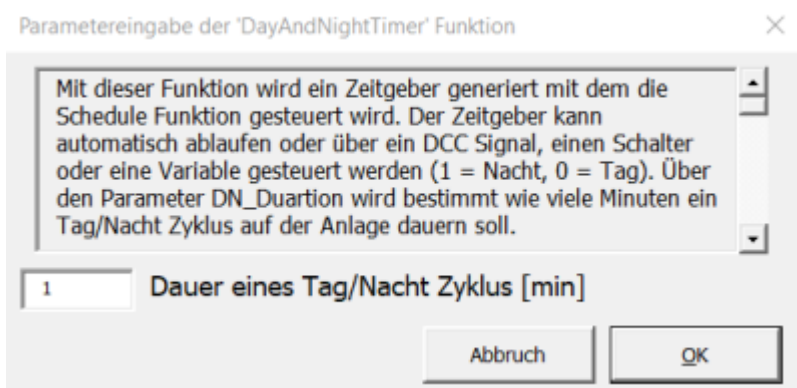 Parametereingabe der 'DayAndNightTimer' Funktion
Mit dieser Funktion wird ein Zeitgeber generiert mit dem die
Schedule Funktion gesteuert wird. Der Zeitgeber kann
automatisch ablaufen oder über ein DCC Signal, einen Schalter
oder eine Variable gesteuert werden (1 = Nacht, 0 = Tag). Über
den Parameter DN_Duartion wird bestimmt wie viele Minuten ein
Tag/Nacht Zyklus auf der Anlage dauern soll.
1 Dauer eines Tag/Nacht Zyklus [min]
Abbruch OK